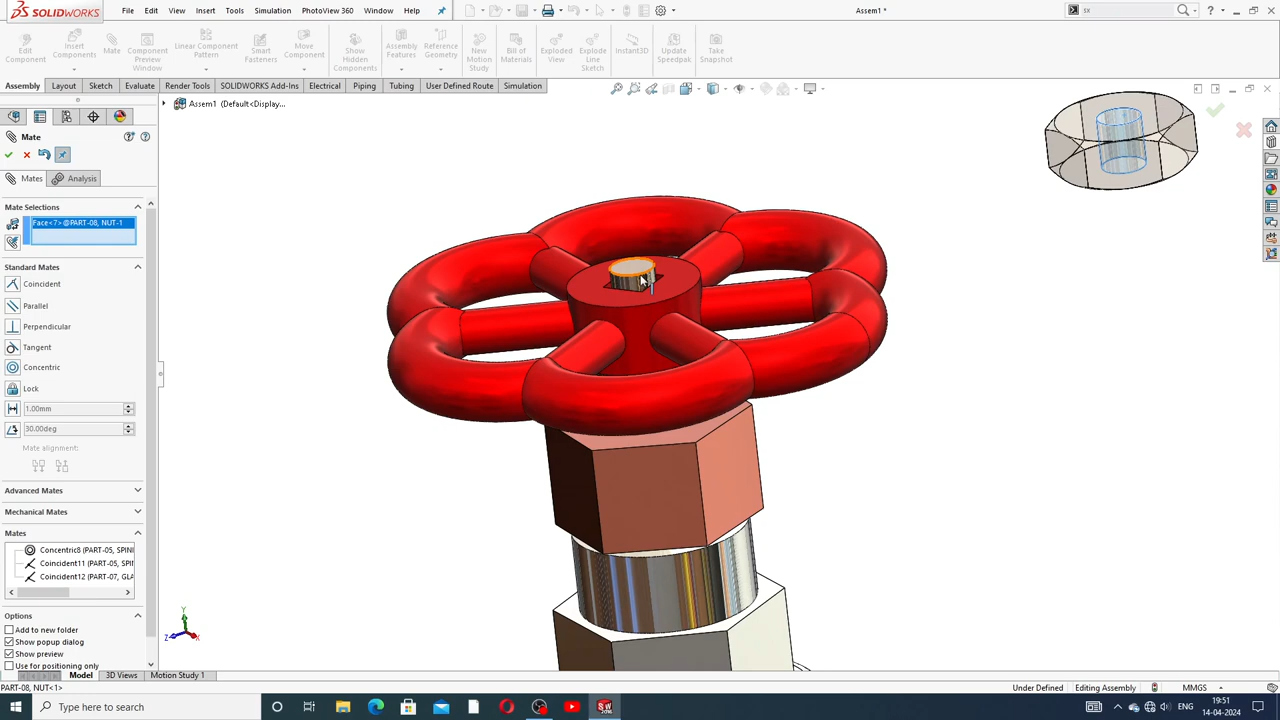 SOLIDWORKS File Edit View Insert Tools Simulation PhotoView 360 Window Help Assem1 * sx
Edit Component Insert Components Mate Component Preview Window Linear Component Pattern Smart Fasteners Move Component Show Hidden Components Assembly Features Reference Geometry New Motion Study Bill of Materials Exploded View Explode Line Sketch Instant3D Update Speedpak Take Snapshot
Assembly Layout Sketch Evaluate Render Tools SOLIDWORKS Add-Ins Electrical Piping Tubing User Defined Route Simulation
Assem1 (Default<Display...
Mate
Mates Analysis
Mate Selections
Face<7>@PART-08, NUT-1
Standard Mates
Coincident
Parallel
Perpendicular
Tangent
Concentric
Lock
1.00mm
30.00deg
Mate alignment:
Advanced Mates
Mechanical Mates
Mates
Concentric8 (PART-05, SPIN
Coincident11 (PART-05, SPIN
Coincident12 (PART-07, GLA
Options
Add to new folder
Show popup dialog
Show preview
Use for positioning only
Y
Z X
Model 3D Views Motion Study 1
PART-08, NUT<1> Under Defined Editing Assembly MMGS
Type here to search
ENG
19:51
14-04-2024